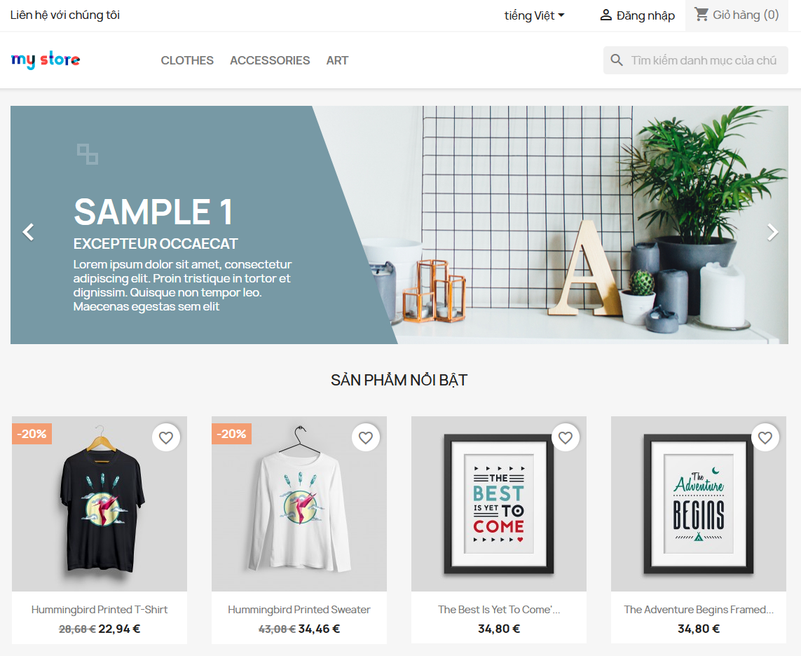 Liên hệ với chúng tôi
tiếng Việt
Đăng nhập
Giỏ hàng (0)
my store
CLOTHES
ACCESSORIES
ART
Tìm kiếm danh mục của chú
SAMPLE 1
EXCEPTEUR OCCAECAT
Lorem ipsum dolor sit amet, consectetur
adipiscing elit. Proin tristique in tortor et
dignissim. Quisque non tempor leo.
Maecenas egestas sem elit
A
SẢN PHẨM NỔI BẬT
-20%
-20%
THE
BEST
IS YET TO
COME
The
Adventure
BEGINS
Hummingbird Printed T-Shirt
28,68 € 22,94 €
Hummingbird Printed Sweater
43,08 € 34,46 €
The Best Is Yet To Come'...
34,80 €
The Adventure Begins Framed...
34,80 €